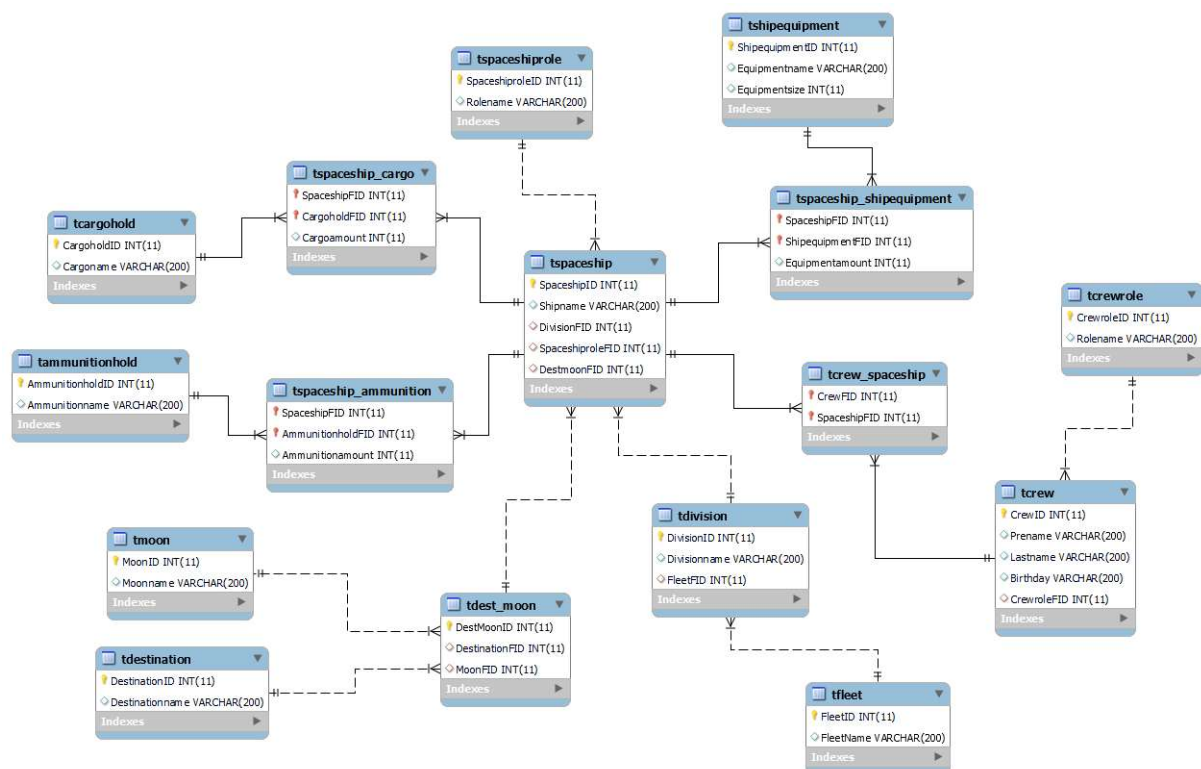 tshipequipment
ShipequipmentID INT(11)
Equipmentname VARCHAR(200)
Equipmentsize INT(11)
Indexes
tspaceshiprole
SpaceshiproleID INT(11)
Rolename VARCHAR(200)
Indexes
tspaceship_cargo
SpaceshipFID INT(11)
CargoholdFID INT(11)
Cargoamount INT(11)
Indexes
tspaceship_shipequipment
SpaceshipFID INT(11)
ShipequipmentFID INT(11)
Equipmentamount INT(11)
Indexes
tcargohold
CargoholdID INT(11)
Cargoname VARCHAR(200)
Indexes
tspaceship
SpaceshipID INT(11)
Shipname VARCHAR(200)
DivisionFID INT(11)
SpaceshiproleFID INT(11)
DestmoonFID INT(11)
Indexes
tcrewrole
CrewroleID INT(11)
Rolename VARCHAR(200)
Indexes
tammunitionhold
AmmunitionholdID INT(11)
Ammunitionname VARCHAR(200)
Indexes
tspaceship_ammunition
SpaceshipFID INT(11)
AmmunitionholdFID INT(11)
Ammunitionamount INT(11)
Indexes
tcrew_spaceship
CrewFID INT(11)
SpaceshipFID INT(11)
Indexes
tcrew
CrewID INT(11)
Prename VARCHAR(200)
Lastname VARCHAR(200)
Birthday VARCHAR(200)
CrewroleFID INT(11)
Indexes
tmoon
MoonID INT(11)
Moonname VARCHAR(200)
Indexes
tdivision
DivisionID INT(11)
Divisionname VARCHAR(200)
FleetFID INT(11)
Indexes
tdest_moon
DestMoonID INT(11)
DestinationFID INT(11)
MoonFID INT(11)
Indexes
tdestination
DestinationID INT(11)
Destinationname VARCHAR(200)
Indexes
tfleet
FleetID INT(11)
FleetName VARCHAR(200)
Indexes